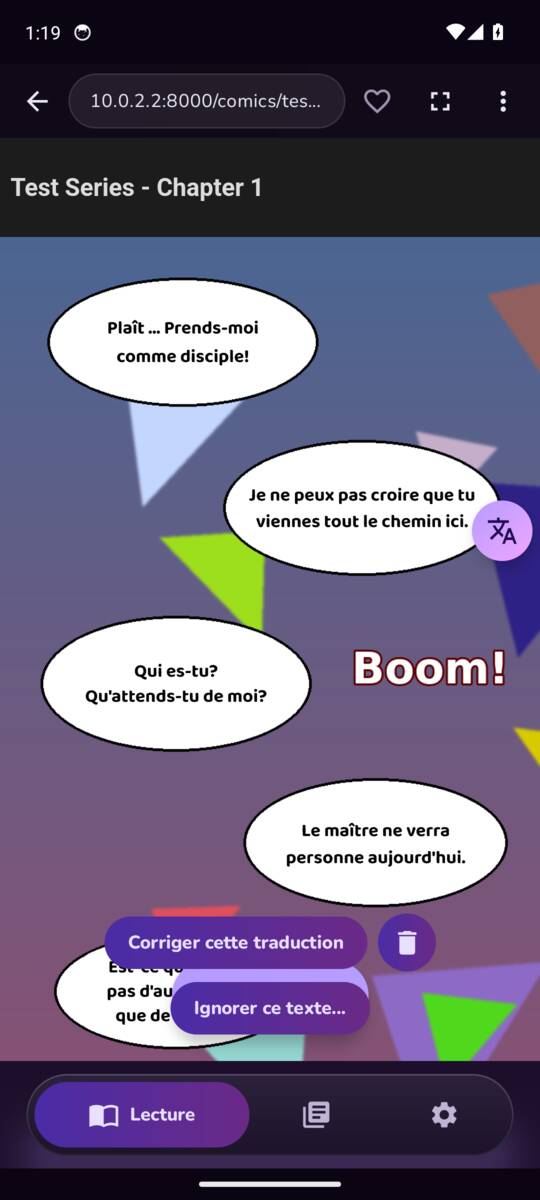 1:19
10.0.2.2:8000/comics/tes...
Test Series - Chapter 1
Plaît ... Prends-moi
comme disciple!
Je ne peux pas croire que tu
viennes tout le chemin ici.
Qui es-tu?
Qu'attends-tu de moi?
Boom!
Le maître ne verra
personne aujourd'hui.
Corriger cette traduction
pas
que de
Ignorer ce texte...
Lecture